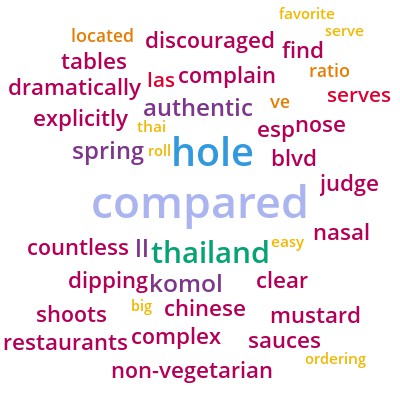 favorite
located serve
discouraged find
tables
las complain ratio
dramatically
authentic ve serves
explicitly thai esp nose
spring roll hole blvd
judge
compared
nasal
countless ll thailand easy
dipping komol clear
big chinese
shoots mustard
restaurants complex sauces
ordering
non-vegetarian